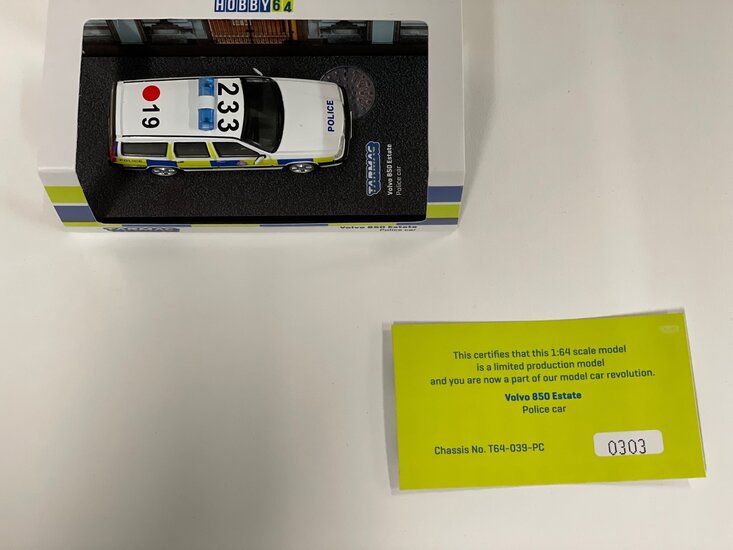 HOBBY64
233
19
POLICE
POLICE
TARMAC
Volvo 850 Estate
Police car
TARMAC
Volvo 850 Estate
Police car
This certifies that this 1:64 scale model
is a limited production model
and you are now a part of our model car revolution.
Volvo 850 Estate
Police car
Chassis No. T64-039-PC
0303